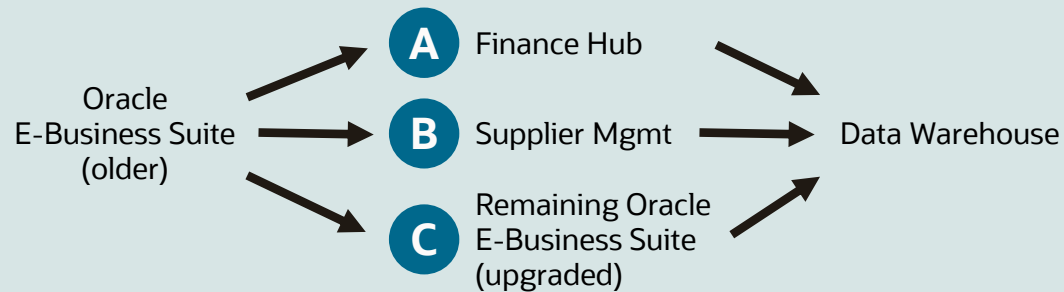 Oracle
E-Business Suite
(older)
A
Finance Hub
B
Supplier Mgmt
C
Remaining Oracle
E-Business Suite
(upgraded)
Data Warehouse